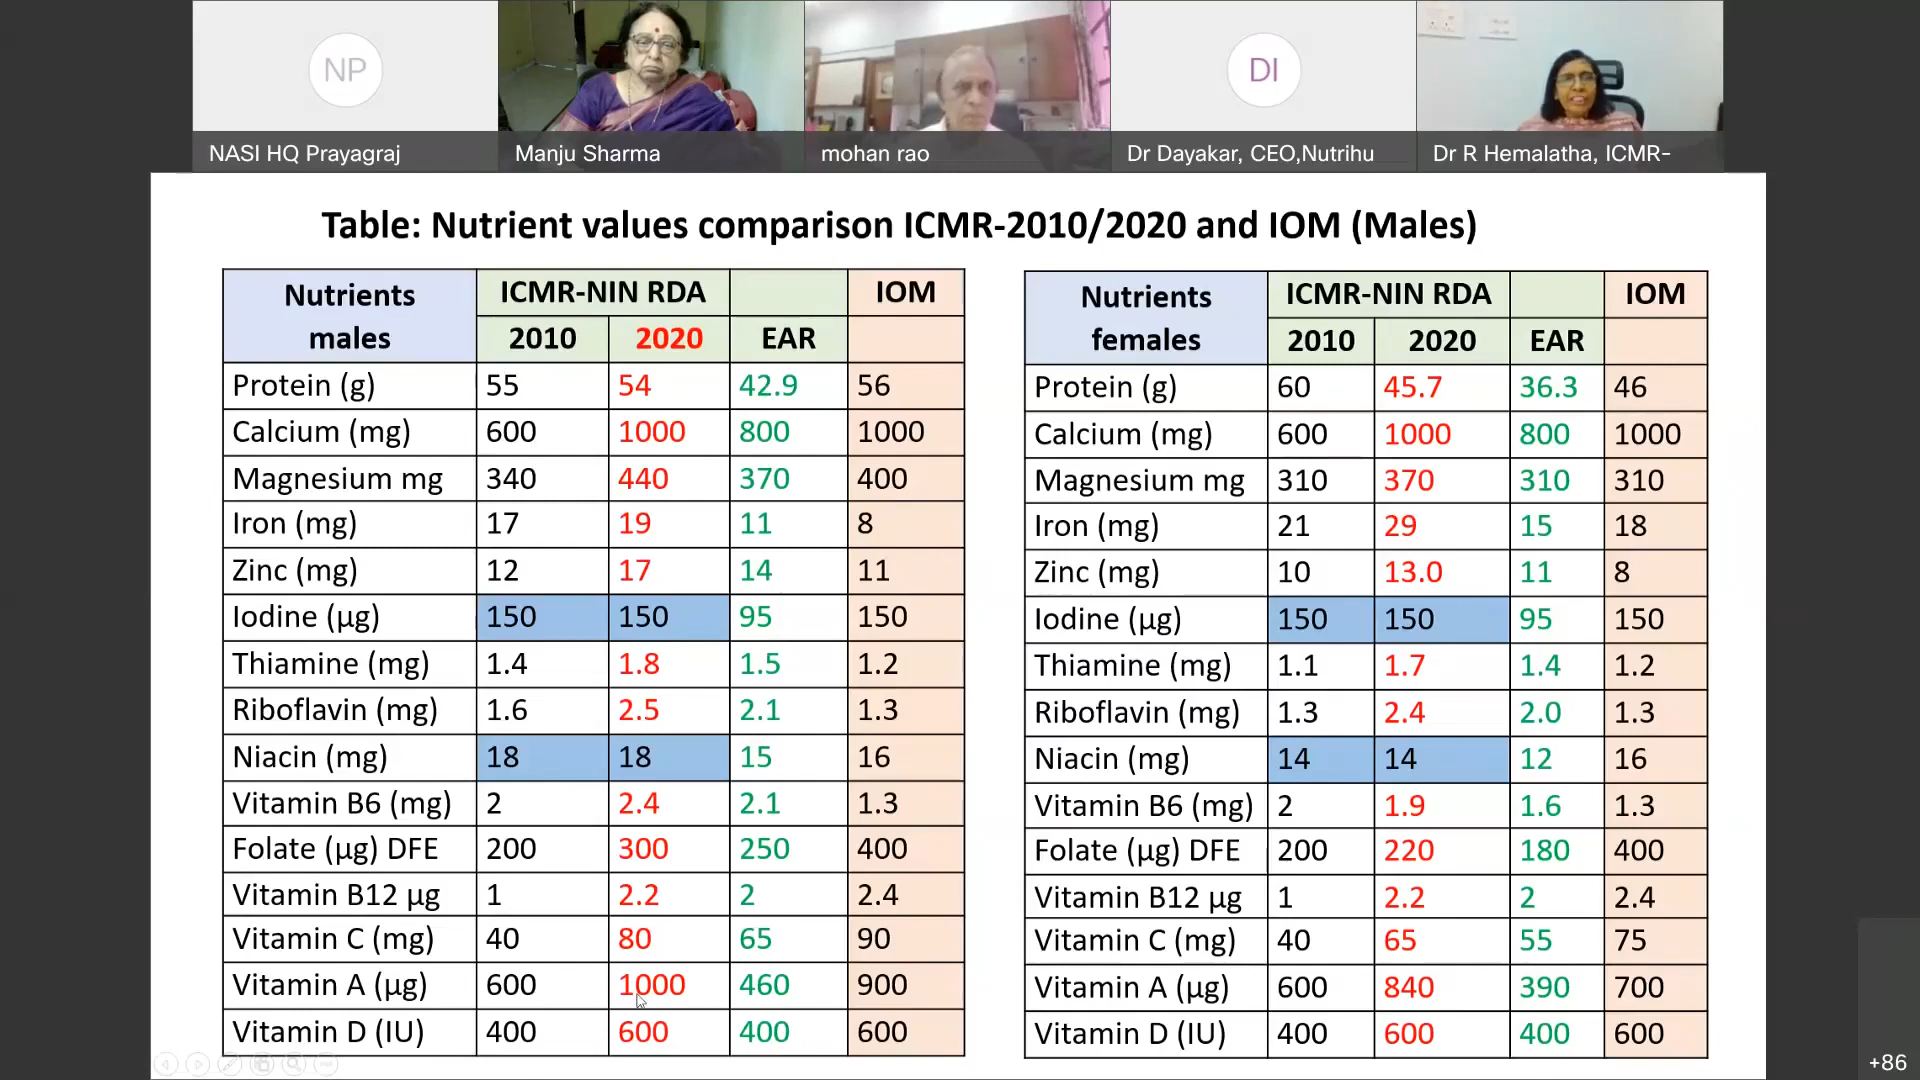 NP
DI
NASI HQ Prayagraj
Manju Sharma
mohan rao
Dr Dayakar, CEO,Nutrihu
Dr R Hemalatha, ICMR-
Table: Nutrient values comparison ICMR-2010/2020 and IOM (Males)
Nutrients males ICMR-NIN RDA IOM
2010 2020 EAR
Protein (g) 55 54 42.9 56
Calcium (mg) 600 1000 800 1000
Magnesium mg 340 440 370 400
Iron (mg) 17 19 11 8
Zinc (mg) 12 17 14 11
Iodine (µg) 150 150 95 150
Thiamine (mg) 1.4 1.8 1.5 1.2
Riboflavin (mg) 1.6 2.5 2.1 1.3
Niacin (mg) 18 18 15 16
Vitamin B6 (mg) 2 2.4 2.1 1.3
Folate (µg) DFE 200 300 250 400
Vitamin B12 µg 1 2.2 2 2.4
Vitamin C (mg) 40 80 65 90
Vitamin A (µg) 600 1000 460 900
Vitamin D (IU) 400 600 400 600
Nutrients females ICMR-NIN RDA IOM
2010 2020 EAR
Protein (g) 60 45.7 36.3 46
Calcium (mg) 600 1000 800 1000
Magnesium mg 310 370 310 310
Iron (mg) 21 29 15 18
Zinc (mg) 10 13.0 11 8
Iodine (µg) 150 150 95 150
Thiamine (mg) 1.1 1.7 1.4 1.2
Riboflavin (mg) 1.3 2.4 2.0 1.3
Niacin (mg) 14 14 12 16
Vitamin B6 (mg) 2 1.9 1.6 1.3
Folate (µg) DFE 200 220 180 400
Vitamin B12 µg 1 2.2 2 2.4
Vitamin C (mg) 40 65 55 75
Vitamin A (µg) 600 840 390 700
Vitamin D (IU) 400 600 400 600
+86